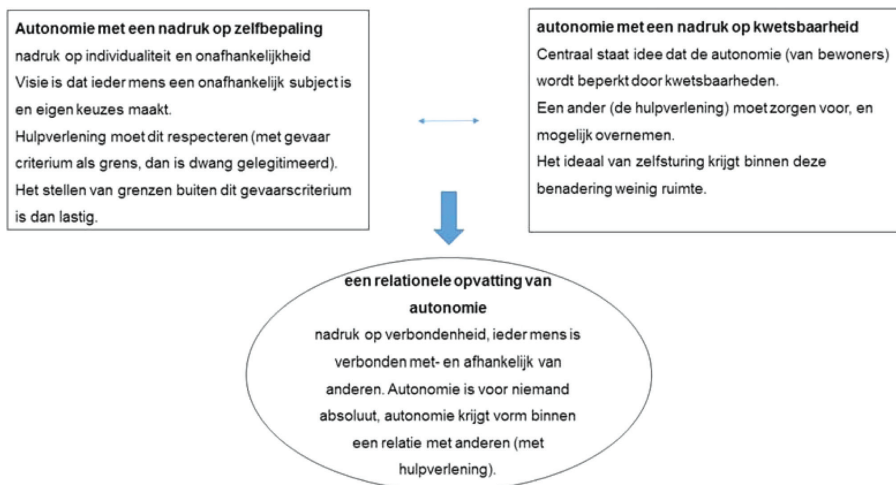 Autonomie met een nadruk op zelfbepaling
nadruk op individualiteit en onafhankelijkheid
Visie is dat ieder mens een onafhankelijk subject is
en eigen keuzes maakt.
Hulpverlening moet dit respecteren (met gevaar
criterium als grens, dan is dwang gelegitimeerd).
Het stellen van grenzen buiten dit gevaarscriterium
is dan lastig.
autonomie met een nadruk op kwetsbaarheid
Centraal staat idee dat de autonomie (van bewoners)
wordt beperkt door kwetsbaarheden.
Een ander (de hulpverlening) moet zorgen voor, en
mogelijk overnemen.
Het ideaal van zelfsturing krijgt binnen deze
benadering weinig ruimte.
een relationele opvatting van
autonomie
nadruk op verbondenheid, ieder mens is
verbonden met- en afhankelijk van
anderen. Autonomie is voor niemand
absoluut, autonomie krijgt vorm binnen
een relatie met anderen (met
hulpverlening).